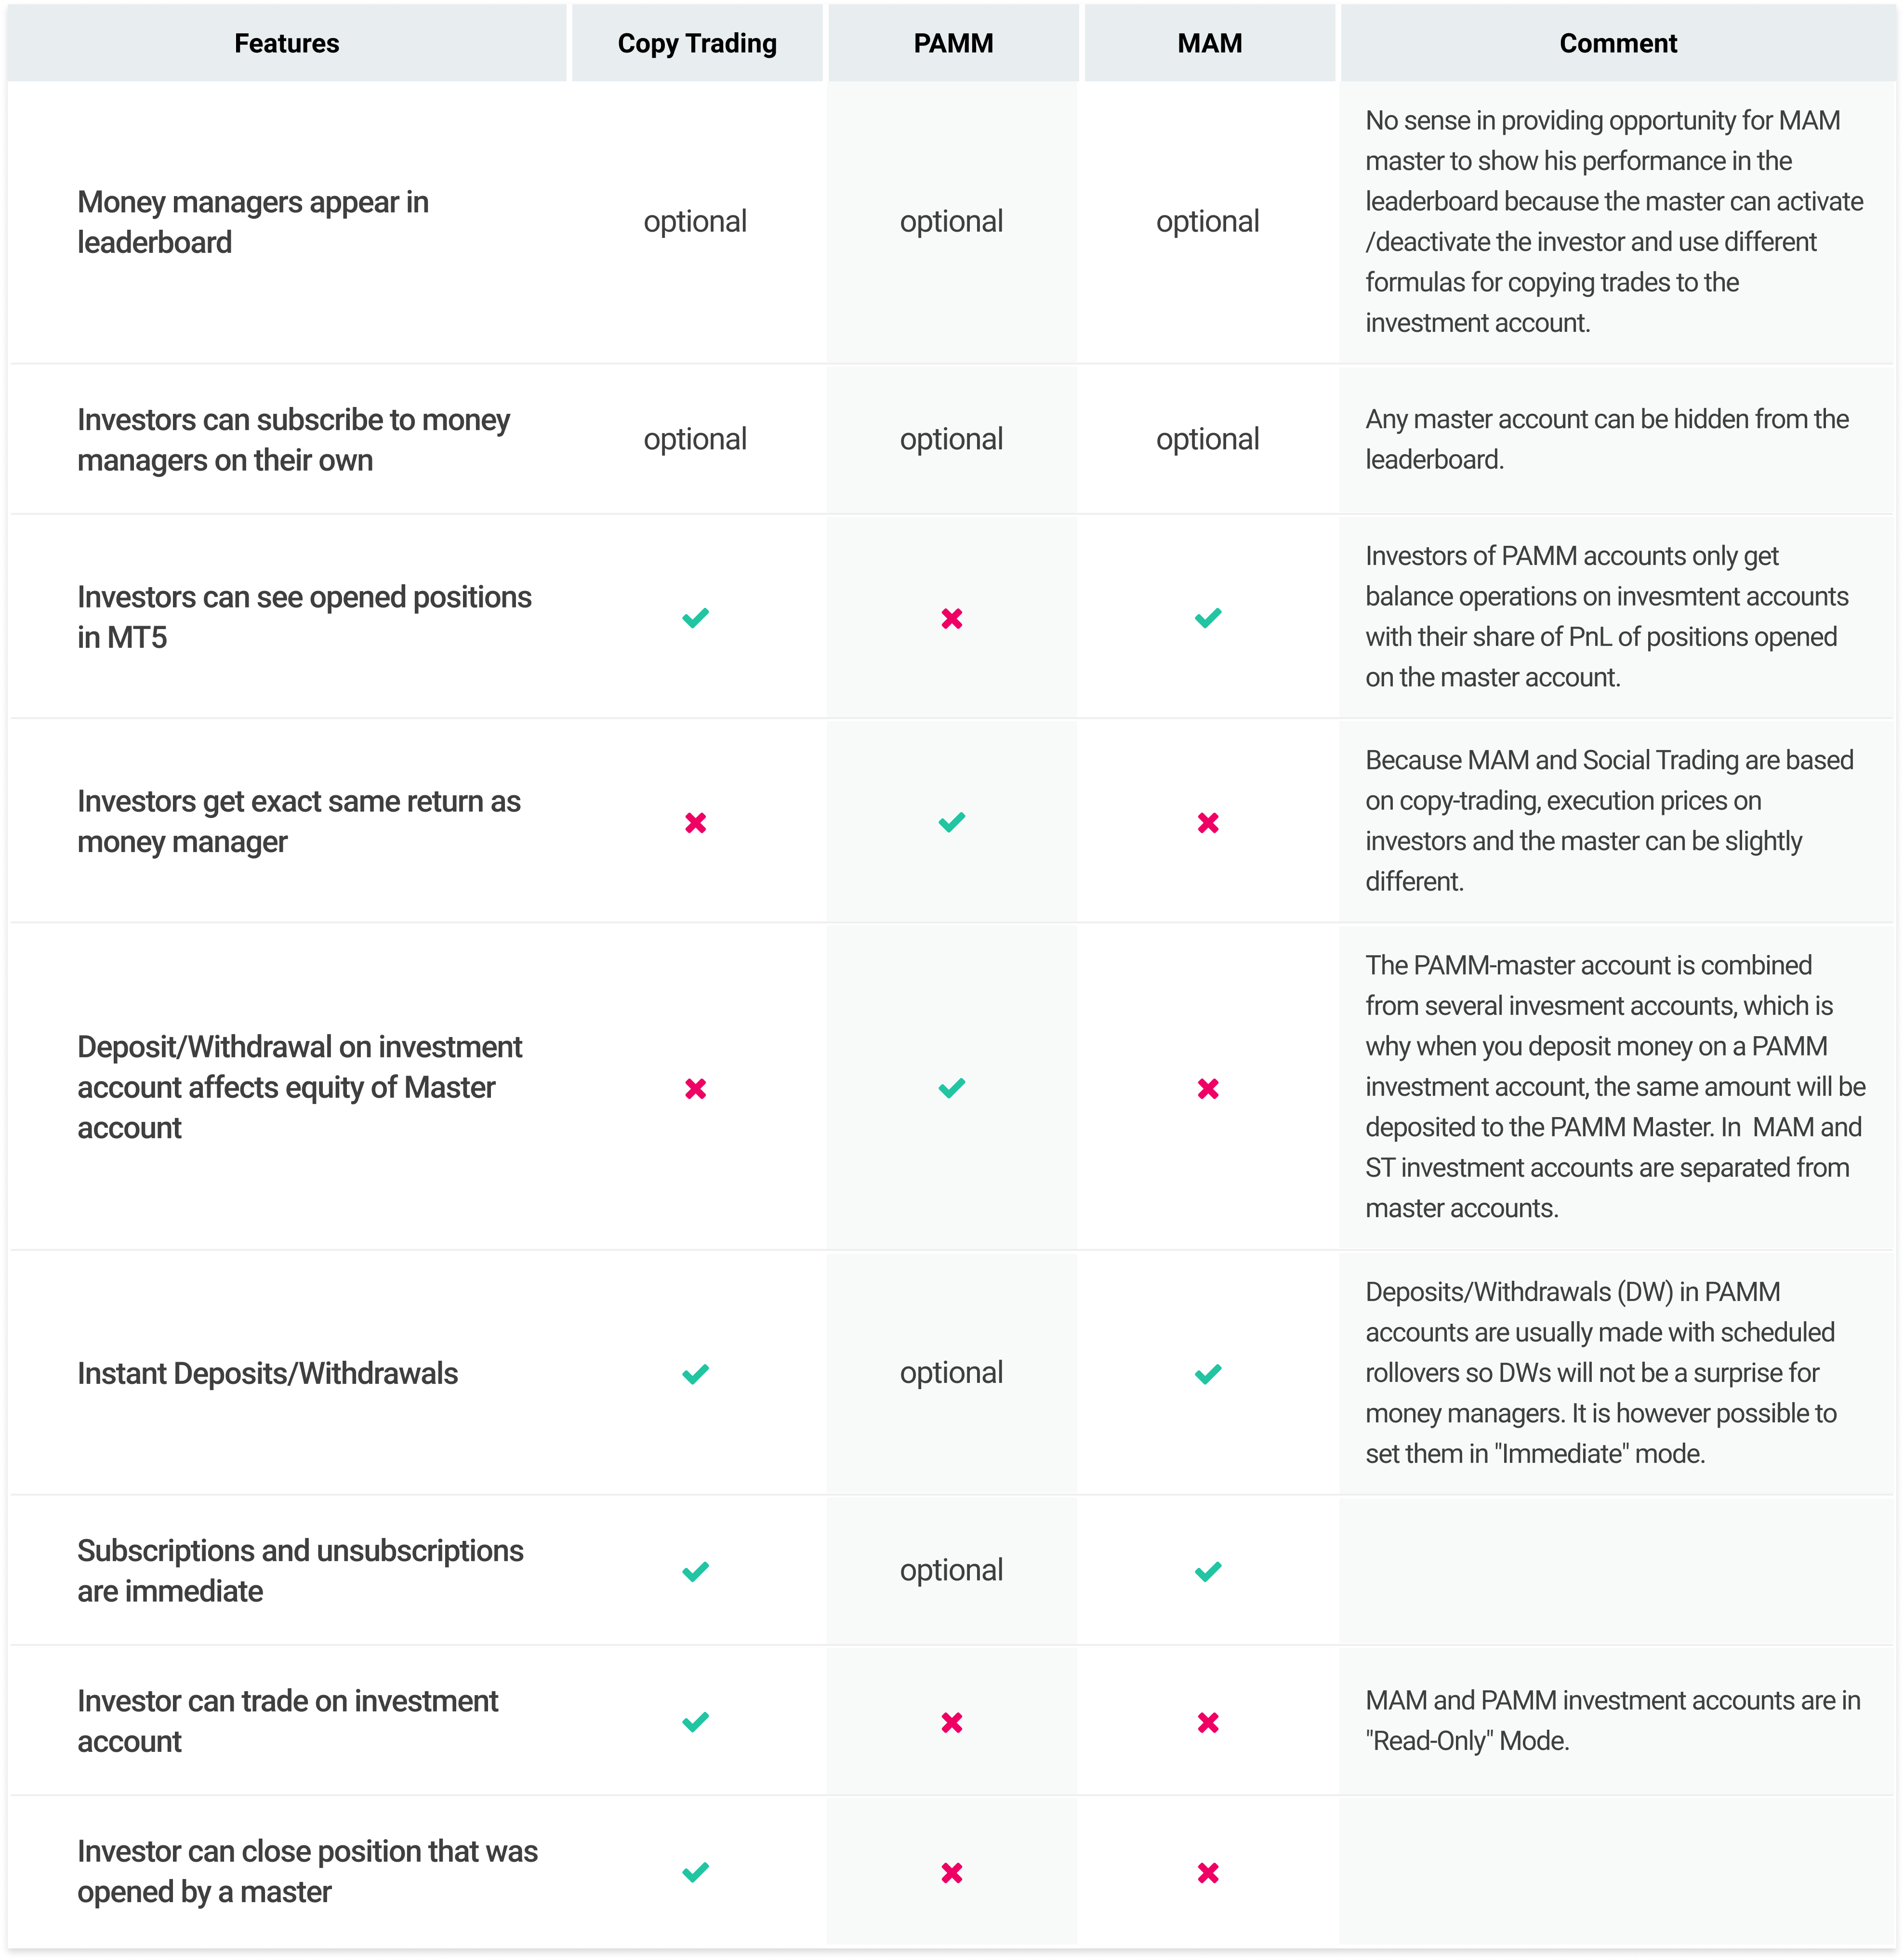 Features
Copy Trading
PAMM
MAM
Comment
Money managers appear in
leaderboard
optional
optional
optional
No sense in providing opportunity for MAM
master to show his performance in the
leaderboard because the master can activate
/deactivate the investor and use different
formulas for copying trades to the
investment account.
Investors can subscribe to money
managers on their own
optional
optional
optional
Any master account can be hidden from the
leaderboard.
Investors can see opened positions
in MT5
Investors of PAMM accounts only get
balance operations on invesmtent accounts
with their share of PnL of positions opened
on the master account.
Investors get exact same return as
money manager
Because MAM and Social Trading are based
on copy-trading, execution prices on
investors and the master can be slightly
different.
Deposit/Withdrawal on investment
account affects equity of Master
account
The PAMM-master account is combined
from several invesment accounts, which is
why when you deposit money on a PAMM
investment account, the same amount will be
deposited to the PAMM Master. In  MAM and
ST investment accounts are separated from
master accounts.
Instant Deposits/Withdrawals
optional
Deposits/Withdrawals (DW) in PAMM
accounts are usually made with scheduled
rollovers so DWs will not be a surprise for
money managers. It is however possible to
set them in "Immediate" mode.
Subscriptions and unsubscriptions
are immediate
optional
Investor can trade on investment
account
MAM and PAMM investment accounts are in
"Read-Only" Mode.
Investor can close position that was
opened by a master